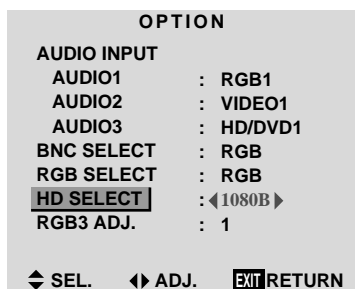 OPTION
AUDIO INPUT
AUDIO1 : RGB1
AUDIO2 : VIDEO1
AUDIO3 : HD/DVD1
BNC SELECT : RGB
RGB SELECT : RGB
HD SELECT : 1080B
RGB3 ADJ. : 1
SEL. ADJ. EXIT RETURN